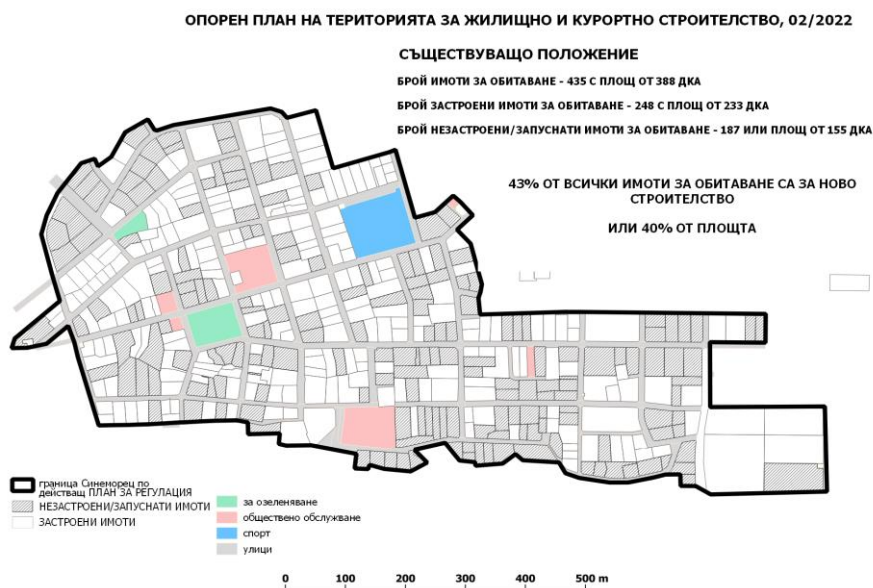 ОПОРЕН ПЛАН НА ТЕРИТОРИЯТА ЗА ЖИЛИЩНО И КУРОРТНО СТРОИТЕЛСТВО, 02/2022
СЪЩЕСТВУВАЩО ПОЛОЖЕНИЕ
БРОЙ ИМОТИ ЗА ОБИТАВАНЕ - 435 С ПЛОЩ ОТ 388 ДКА
БРОЙ ЗАСТРОЕНИ ИМОТИ ЗА ОБИТАВАНЕ - 248 С ПЛОЩ ОТ 233 ДКА
БРОЙ НЕЗАСТРОЕНИ/ЗАПУСНАТИ ИМОТИ ЗА ОБИТАВАНЕ - 187 ИЛИ ПЛОЩ ОТ 155 ДКА
43% ОТ ВСИЧКИ ИМОТИ ЗА ОБИТАВАНЕ СА ЗА НОВО
СТРОИТЕЛСТВО
ИЛИ 40% ОТ ПЛОЩТА
граница Синеморец по
действащ ПЛАН ЗА РЕГУЛАЦИЯ
НЕЗАСТРОЕНИ/ЗАПУСНАТИ ИМОТИ
ЗАСТРОЕНИ ИМОТИ
за озеленяване
обществено обслужване
спорт
улици
0 100 200 300 400 500 m